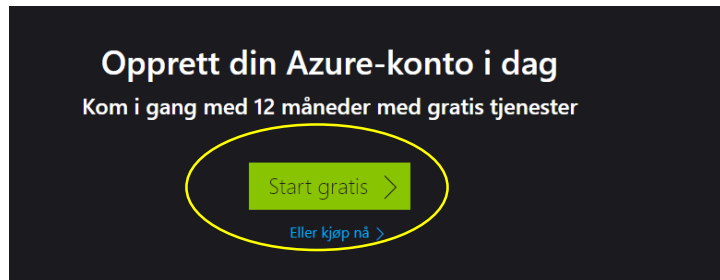 Opprett din Azure-konto i dag
Kom i gang med 12 måneder med gratis tjenester
Start gratis
Eller kjøp nå